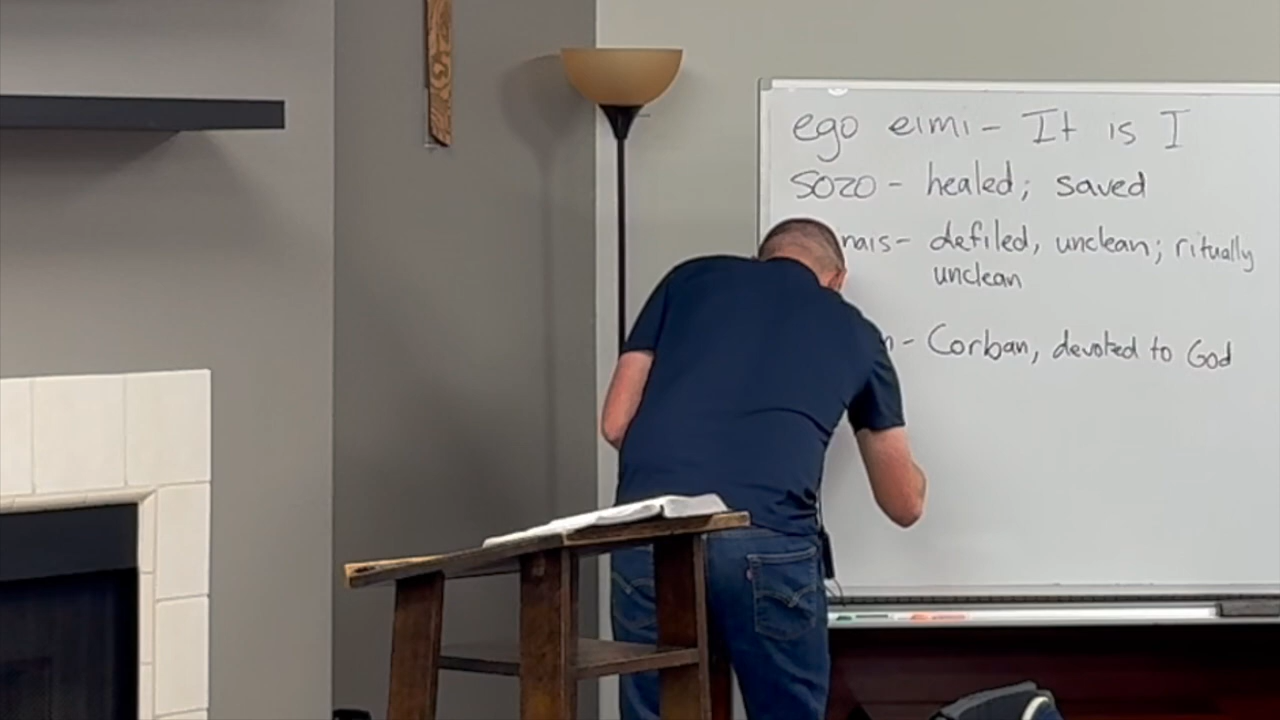 ego eimi - It is I
sozo - healed; saved
- defiled, unclean; ritually
unclean
- Corban, devoted to God